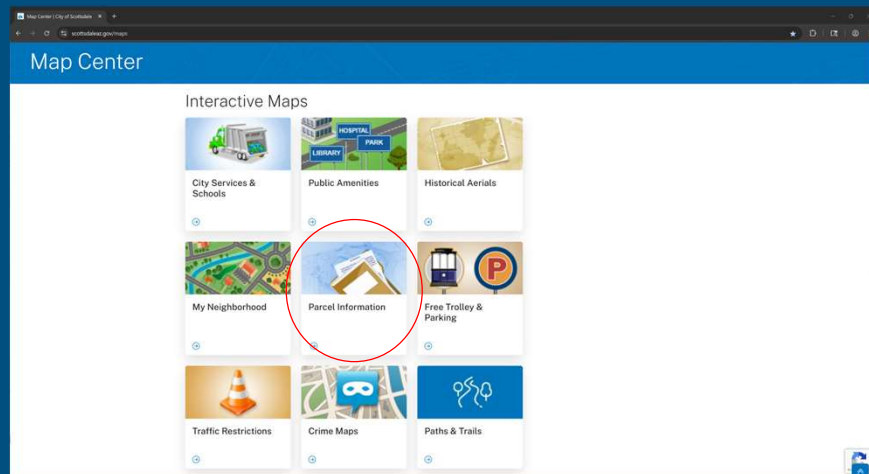 Map Center | City of Scottsdale
scottsdaleaz.gov/maps
Map Center
Interactive Maps
HOSPITAL
PARK
LIBRARY
City Services &
Schools
Public Amenities
Historical Aerials
P
My Neighborhood
Parcel Information
Free Trolley &
Parking
Traffic Restrictions
Crime Maps
Paths & Trails